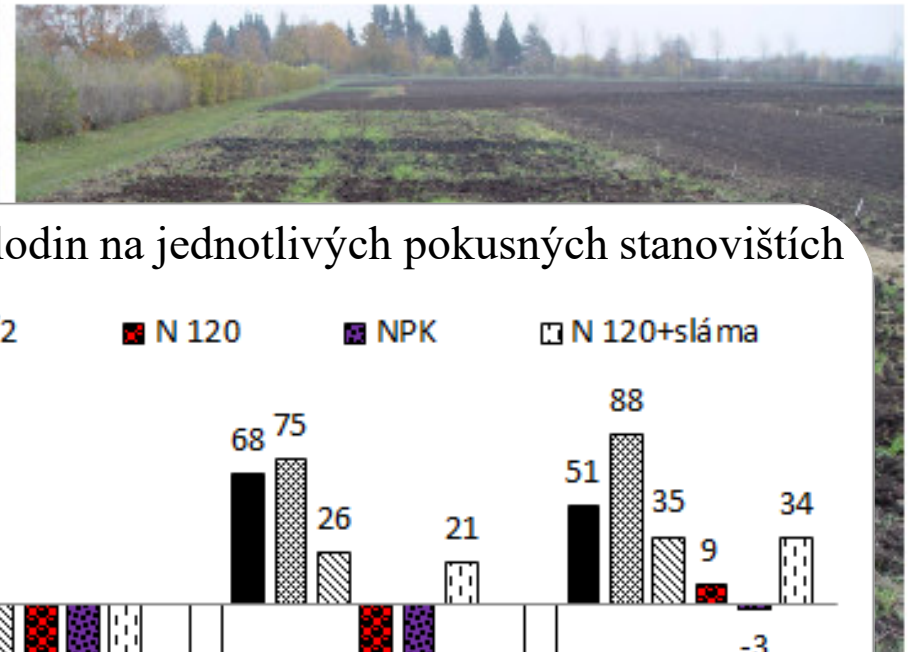 lodin na jednotlivých pokusných stanovištích
2 N 120 NPK N 120+sláma
88
68 75
51
26 35 34
21
9
-3